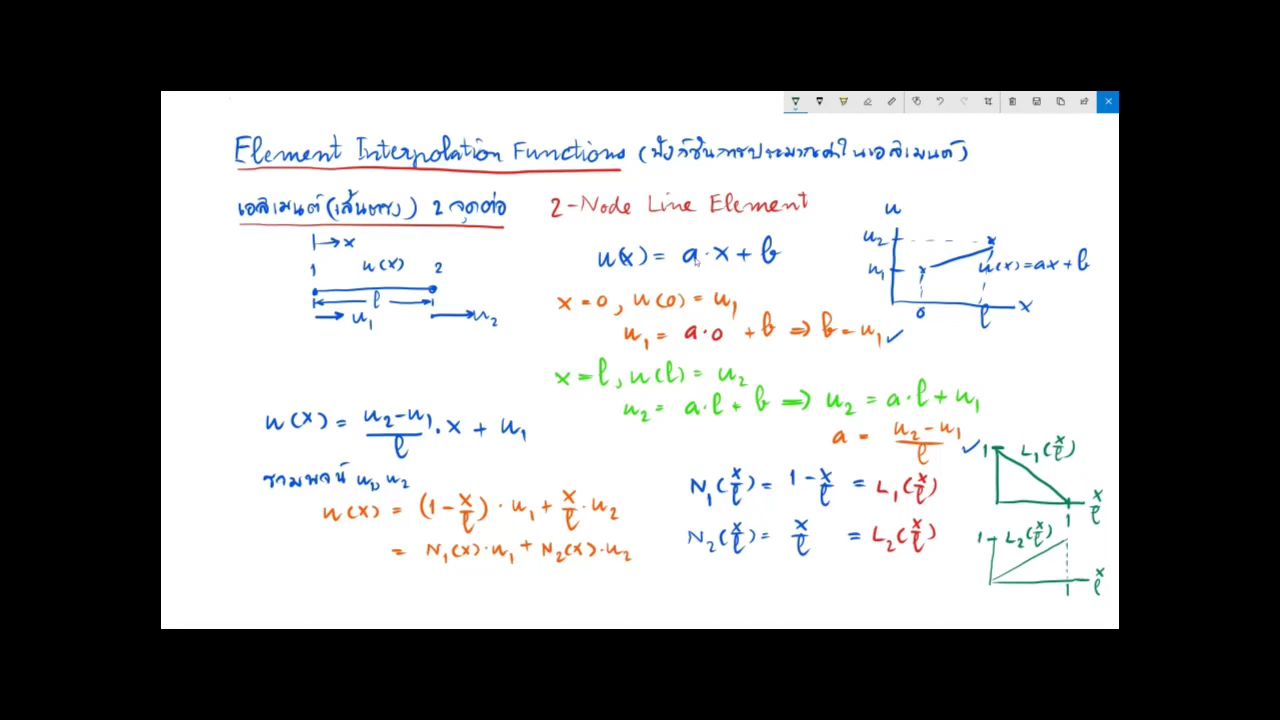 Element Interpolation Functions (ฟังก์ชันการประมาณค่าในเอลิเมนต์)
เอลิเมนต์(เส้นตรง) 2 จุดต่อ
2-Node Line Element
x
1 u(x) 2
l
u₁ u₂
u(x) = a·x + b
x = 0, u(0) = u₁
u₁ = a·0 + b ⇒ b = u₁ ✓
x = l, u(l) = u₂
u₂ = a·l + b ⇒ u₂ = a·l + u₁
a = (u₂ - u₁)/l ✓
u
u₂
u₁ u(x) = ax + b
0 l x
u(x) = (u₂ - u₁)/l · x + u₁
รวมพจน์ u₁, u₂
u(x) = (1 - x/l) · u₁ + x/l · u₂
= N₁(x)·u₁ + N₂(x)·u₂
N₁(x/l) = 1 - x/l = L₁(x/l)
N₂(x/l) = x/l = L₂(x/l)
1 L₁(x/l)
1 x/l
1 L₂(x/l)
1 x/l